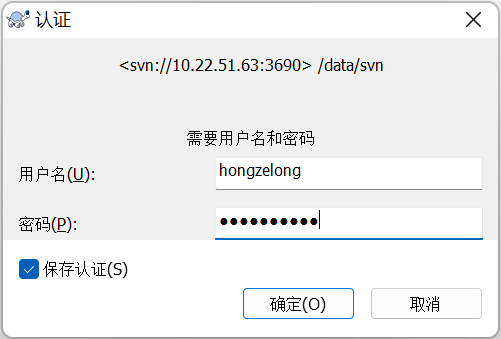 认证
<svn://10.22.51.63:3690> /data/svn
需要用户名和密码
用户名(U):
hongzelong
密码(P):
●●●●●●●●●●
保存认证(S)
确定(O)
取消